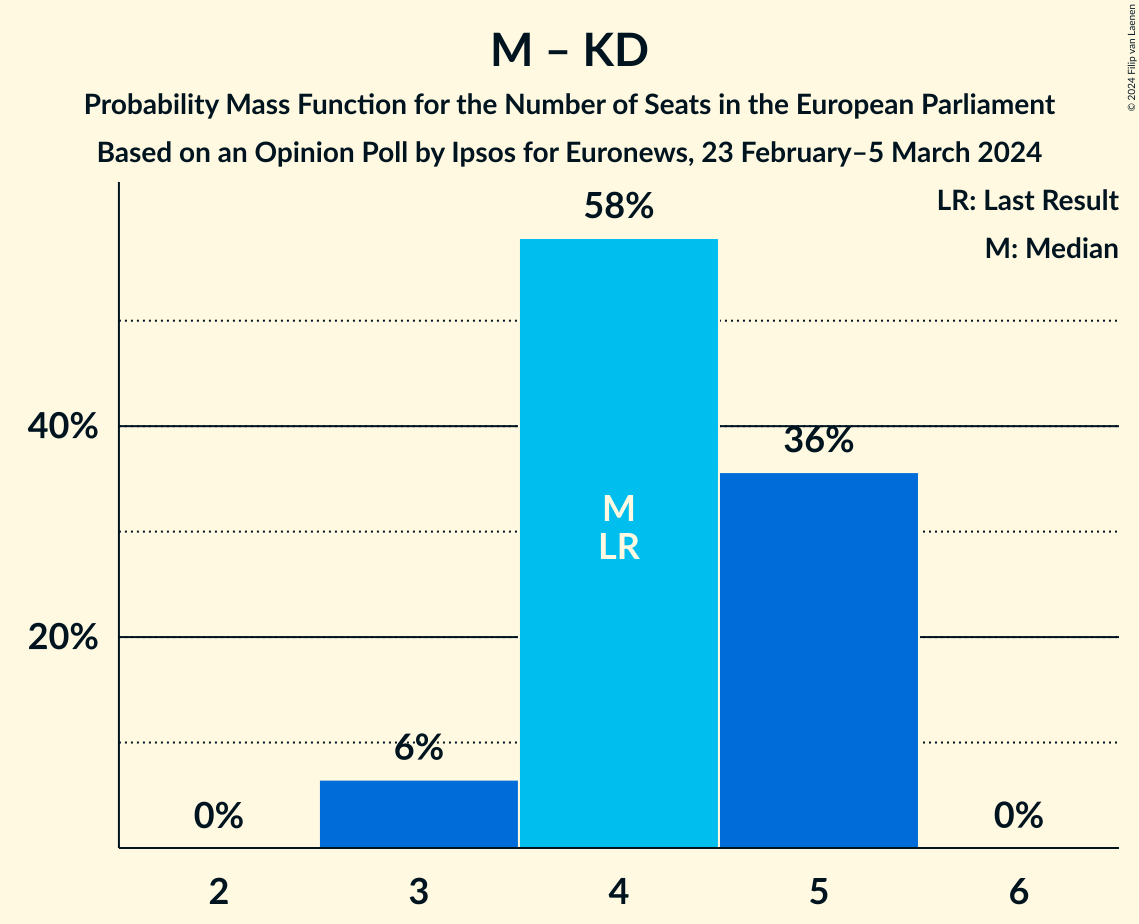 M – KD
Probability Mass Function for the Number of Seats in the European Parliament
Based on an Opinion Poll by Ipsos for Euronews, 23 February–5 March 2024
© 2024 Filip van Laenen
LR: Last Result
M: Median
58%
40%
36%
M
LR
20%
6%
0%
0%
2
3
4
5
6